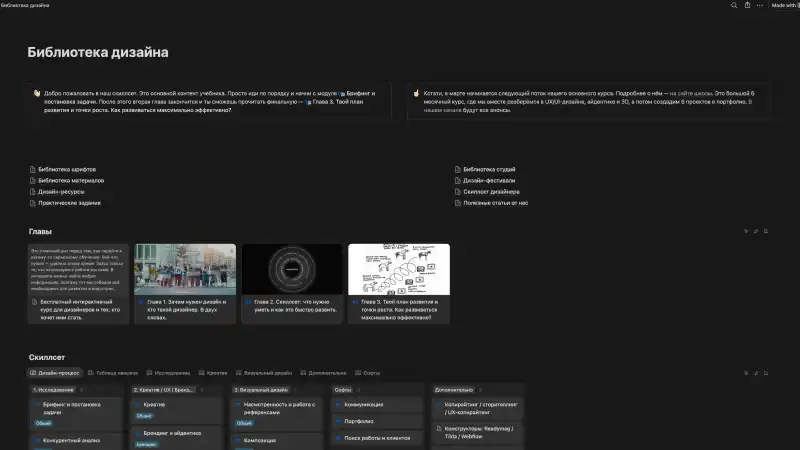 Библиотека дизайна
Made with
Библиотека дизайна
Добро пожаловать в наш скиллсет. Это основной контент учебника. Просто иди по порядку и начни с модуля Брифинг и
постановка задачи. После этого вторая глава закончится и ты сможешь прочитать финальную — Глава 3. Твой план
развития и точки роста. Как развиваться максимально эффективно?
Кстати, в марте начинается следующий поток нашего основного курса. Подробнее о нём — на сайте школы. Это большой 6
месячный курс, где мы вместе разберёмся в UX/UI-дизайне, айдентике и 3D, а потом создадим 6 проектов в портфолио. В
нашем канале будут все анонсы.
Библиотека шрифтов
Библиотека материалов
Дизайн-ресурсы
Практические задания
Библиотека студий
Дизайн-фестивали
Скиллсет дизайнера
Полезные статьи от нас
Главы
Бесплатный интерактивный
курс для дизайнеров и тех, кто
хочет ими стать.
Глава 1. Зачем нужен дизайн и
кто такой дизайнер. В двух
словах.
Глава 2. Скиллсет: что нужно
уметь и как это быстро развить.
Глава 3. Твой план развития и
точки роста. Как развиваться
максимально эффективно?
Скиллсет
Дизайн-процесс
Таблица навыков
Исследования
Креатив
Визуальный дизайн
Дополнительно
Софты
1. Исследование
Брифинг и постановка
задачи
Общий
Конкурентный анализ
2. Креатив / UX / Бренд...
Креатив
Общий
Брендинг и айдентика
Брендинг
3. Визуальный дизайн
Насмотренность и работа с
референсами
Общий
Композиция
Софты
Коммуникация
Портфолио
Поиск работы и клиентов
Дополнительно
Копирайтинг / сторителлинг
/ UX-копирайтинг
Конструкторы: Readymag /
Tilda / Webflow